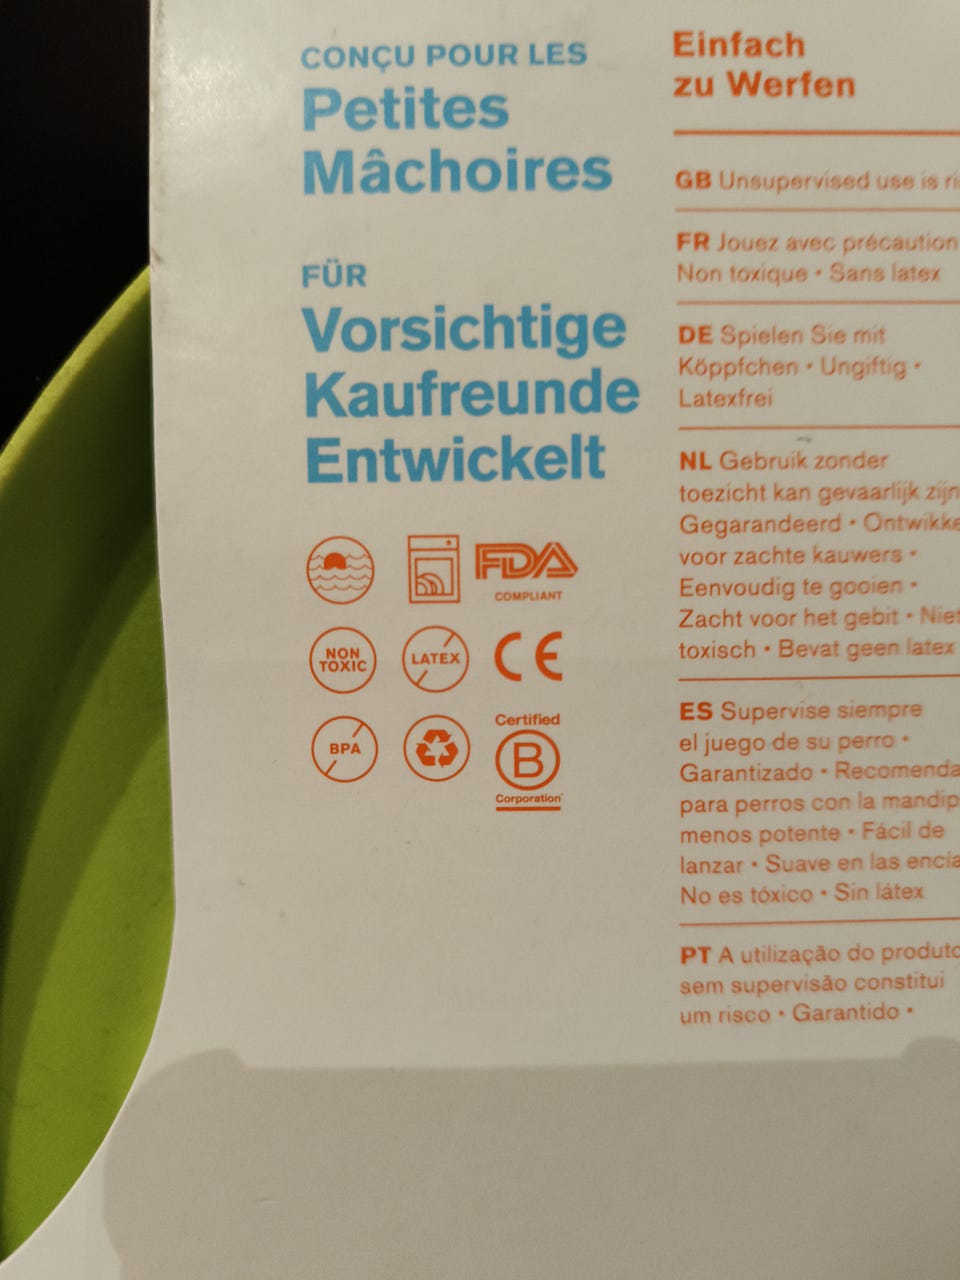 CONÇU POUR LES
Petites
Mâchoires
FÜR
Vorsichtige
Kaufreunde
Entwickelt
FDA
COMPLIANT
NON
TOXIC
LATEX
CE
BPA
Certified
B
Corporation
Einfach
zu Werfen
GB Unsupervised use is
FR Jouez avec précaution
Non toxique • Sans latex
DE Spielen Sie mit
Köppfchen • Ungiftig •
Latexfrei
NL Gebruik zonder
toezicht kan gevaarlijk zijn
Gegarandeerd •
voor zachte kauwers •
Eenvoudig te gooien •
Zacht voor het gebit • Niet
toxisch • Bevat geen latex
ES Supervise siempre
el juego de su perro •
Garantizado •
para perros con la
menos potente • Fácil de
lanzar • Suave en las
No es tóxico • Sin látex
PT A utilização do produto
sem supervisão constitui
um risco • Garantido •